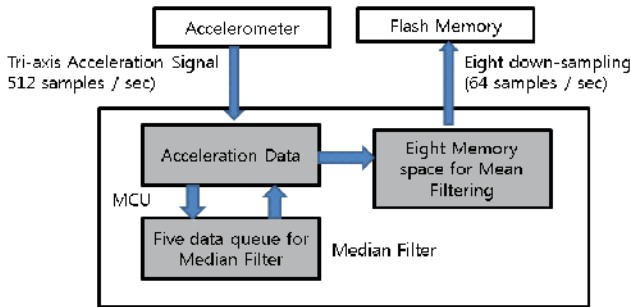 Accelerometer
Flash Memory
Tri-axis Acceleration Signal
512 samples / sec)
Eight down-sampling
(64 samples / sec)
Acceleration Data
Eight Memory
space for Mean
Filtering
MCU
Five data queue for
Median Filter
Median Filter